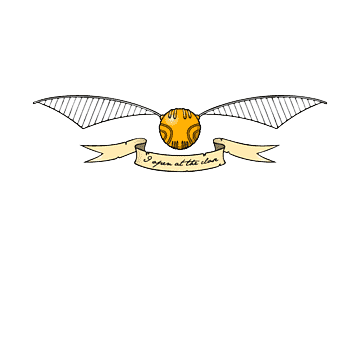 I open at the close